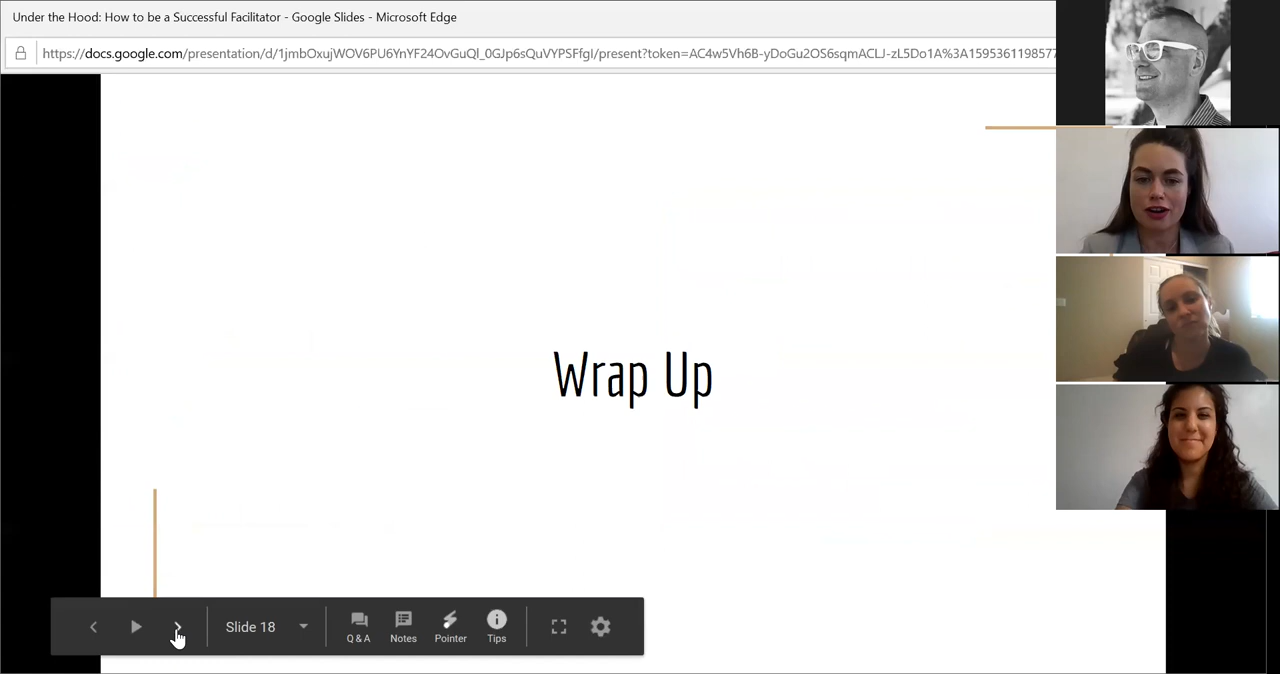 Under the Hood: How to be a Successful Facilitator - Google Slides - Microsoft Edge
https://docs.google.com/presentation/d/1jmbOxujWOV6PU6YnYF24OvGuQl_0GJp6sQuVYPSFfgI/present?token=AC4w5Vh6B-yDoGu2OS6sqmACLJ-zL5Do1A%3A1595361198577
Wrap Up
Slide 18
Q & A
Notes
Pointer
Tips